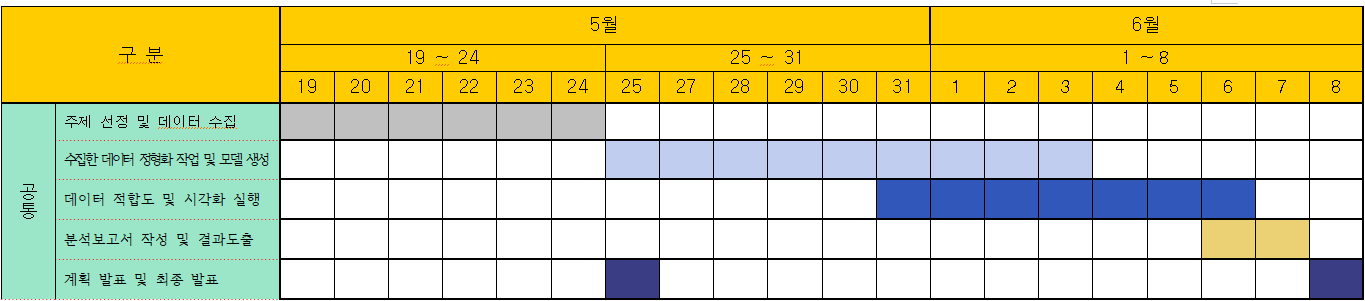 구 분
5월
6월
19 ~ 24
25 ~ 31
1 ~ 8
19 20 21 22 23 24 25 27 28 29 30 31 1 2 3 4 5 6 7 8
공통
주제 선정 및 데이터 수집
수집한 데이터 정형화 작업 및 모델 생성
데이터 적합도 및 시각화 실행
분석보고서 작성 및 결과도출
계획 발표 및 최종 발표